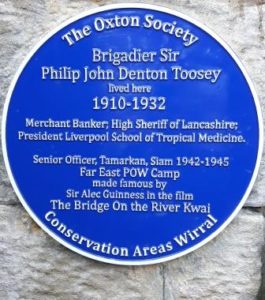 The Oxton Society
Brigadier Sir
Philip John Denton Toosey
lived here
1910-1932
Merchant Banker; High Sheriff of Lancashire;
President Liverpool School of Tropical Medicine.
Senior Officer, Tamarkan, Siam 1942-1945
Far East POW Camp
made famous by
Sir Alec Guinness in the film
The Bridge On the River Kwai
Conservation Areas Wirral